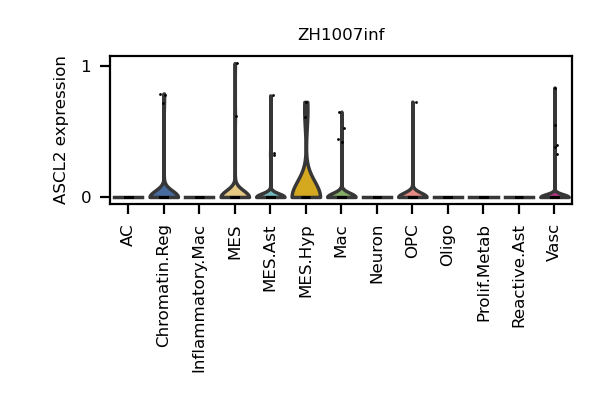 ZH1007inf
ASCL2 expression
1
0
AC
Chromatin.Reg
Inflammatory.Mac
MES
MES.Ast
MES.Hyp
Mac
Neuron
OPC
Oligo
Prolif.Metab
Reactive.Ast
Vasc